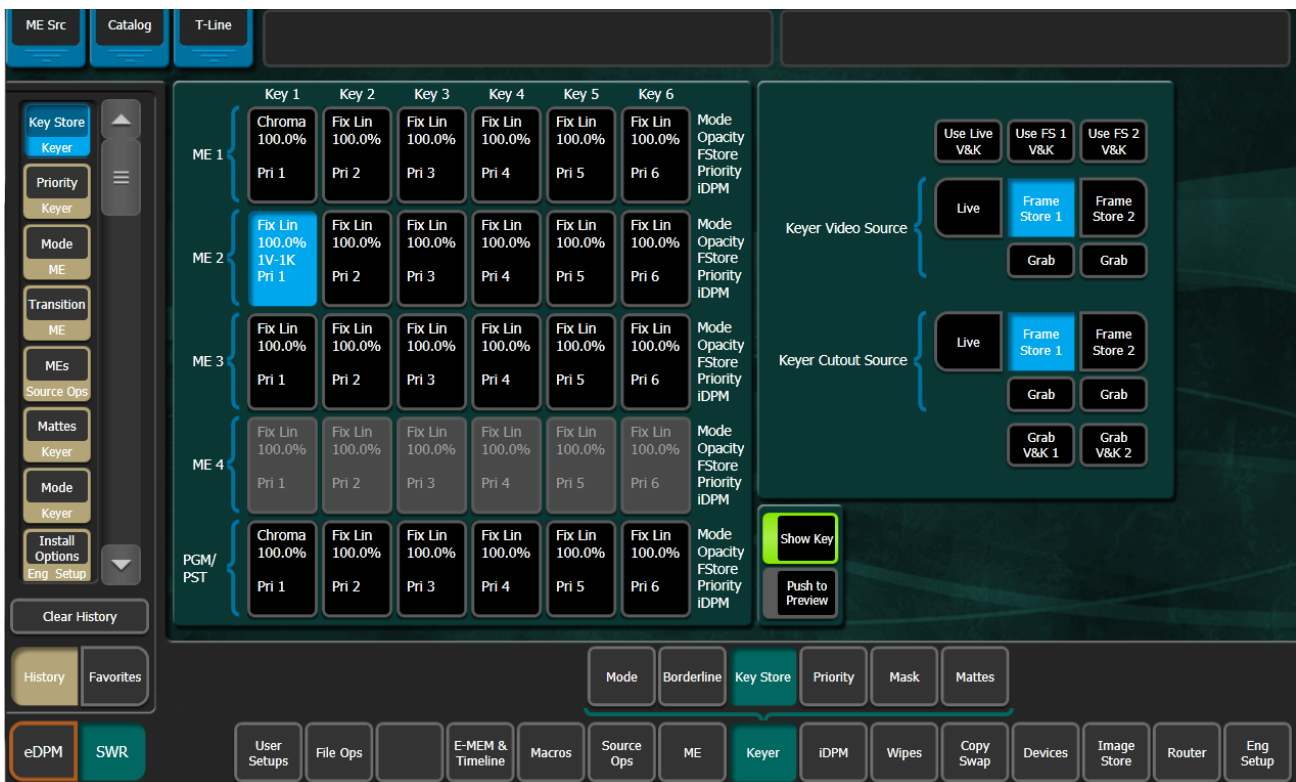 ME Src
Catalog
T-Line
Key Store
Keyer
Priority
Keyer
Mode
ME
Transition
ME
MEs
Source Ops
Mattes
Keyer
Mode
Keyer
Install
Options
Eng Setup
Clear History
History
Favorites
eDPM
SWR
Key 1 Key 2 Key 3 Key 4 Key 5 Key 6
ME 1
Chroma Fix Lin Fix Lin Fix Lin Fix Lin Fix Lin Mode
100.0% 100.0% 100.0% 100.0% 100.0% 100.0% Opacity
FStore
Pri 1 Pri 2 Pri 3 Pri 4 Pri 5 Pri 6 Priority
iDPM
ME 2
Fix Lin Fix Lin Fix Lin Fix Lin Fix Lin Fix Lin Mode
100.0% 100.0% 100.0% 100.0% 100.0% 100.0% Opacity
1V-1K FStore
Pri 1 Pri 2 Pri 3 Pri 4 Pri 5 Pri 6 Priority
iDPM
ME 3
Fix Lin Fix Lin Fix Lin Fix Lin Fix Lin Fix Lin Mode
100.0% 100.0% 100.0% 100.0% 100.0% 100.0% Opacity
FStore
Pri 1 Pri 2 Pri 3 Pri 4 Pri 5 Pri 6 Priority
iDPM
ME 4
Fix Lin Fix Lin Fix Lin Fix Lin Fix Lin Fix Lin Mode
100.0% 100.0% 100.0% 100.0% 100.0% 100.0% Opacity
FStore
Pri 1 Pri 2 Pri 3 Pri 4 Pri 5 Pri 6 Priority
iDPM
PGM/
PST
Chroma Fix Lin Fix Lin Fix Lin Fix Lin Fix Lin Mode
100.0% 100.0% 100.0% 100.0% 100.0% 100.0% Opacity
FStore
Pri 1 Pri 2 Pri 3 Pri 4 Pri 5 Pri 6 Priority
iDPM
Use Live
V&K
Use FS 1
V&K
Use FS 2
V&K
Keyer Video Source
Live
Frame
Store 1
Frame
Store 2
Grab
Grab
Keyer Cutout Source
Live
Frame
Store 1
Frame
Store 2
Grab
Grab
Grab
V&K 1
Grab
V&K 2
Show Key
Push to
Preview
Mode
Borderline
Key Store
Priority
Mask
Mattes
User
Setups
File Ops
E-MEM &
Timeline
Macros
Source
Ops
ME
Keyer
iDPM
Wipes
Copy
Swap
Devices
Image
Store
Router
Eng
Setup